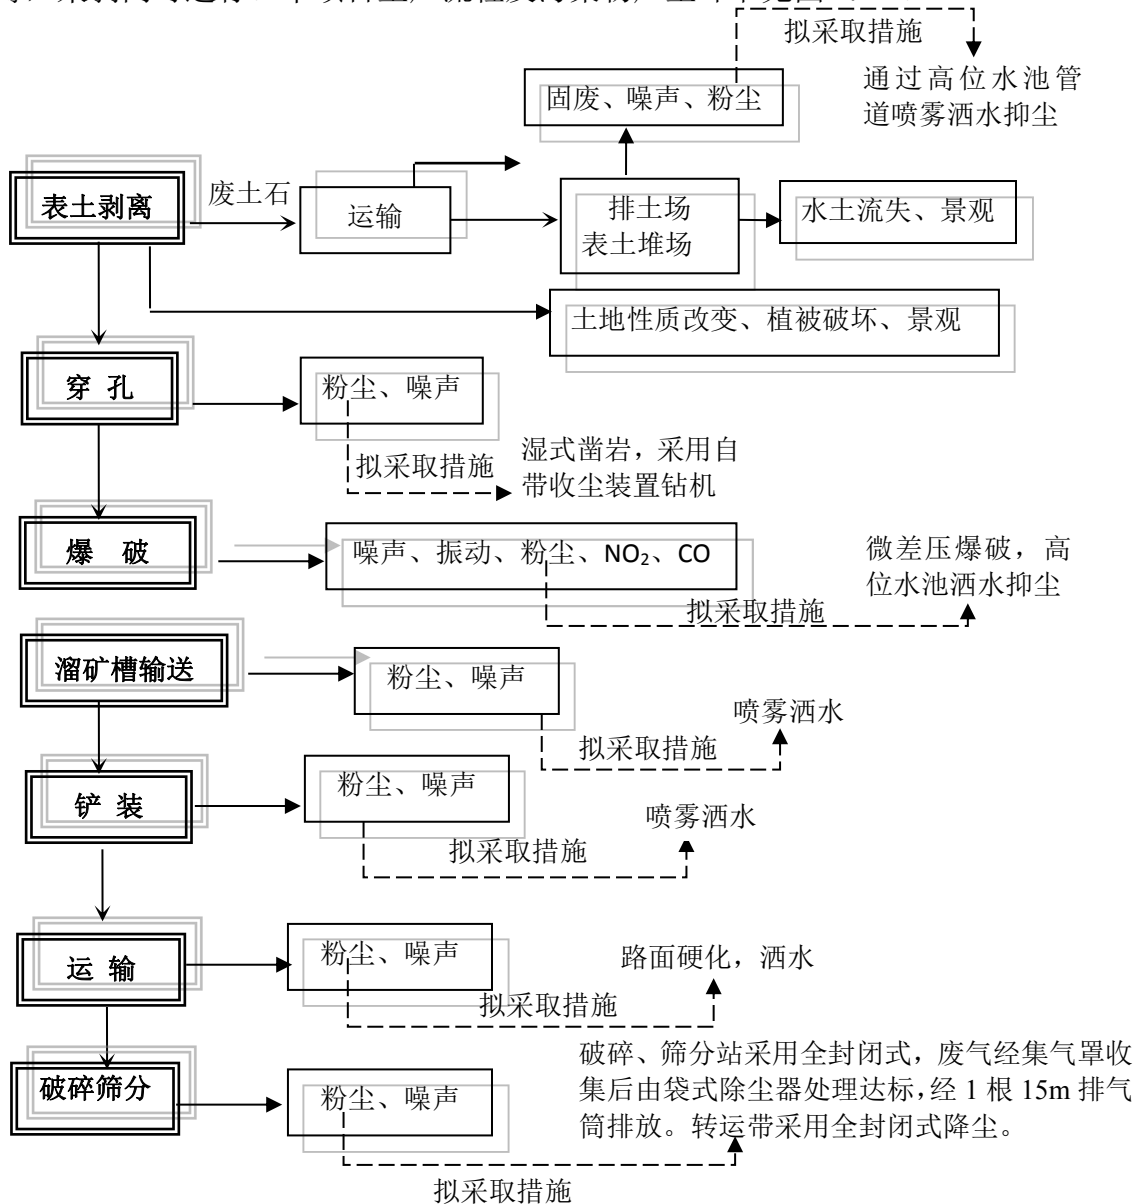 拟采取措施
通过高位水池管
道喷雾洒水抑尘
固废、噪声、粉尘
表土剥离
废土石
运输
排土场
表土堆场
水土流失、景观
土地性质改变、植被破坏、景观
穿 孔
粉尘、噪声
拟采取措施
湿式凿岩，采用自
带收尘装置钻机
爆 破
噪声、振动、粉尘、NO₂、CO
微差压爆破，高
位水池洒水抑尘
拟采取措施
溜矿槽输送
粉尘、噪声
喷雾洒水
拟采取措施
铲 装
粉尘、噪声
喷雾洒水
拟采取措施
运 输
粉尘、噪声
路面硬化，洒水
拟采取措施
破碎筛分
粉尘、噪声
破碎、筛分站采用全封闭式，废气经集气罩收
集后由袋式除尘器处理达标，经 1 根 15m 排气
筒排放。转运带采用全封闭式降尘。
拟采取措施